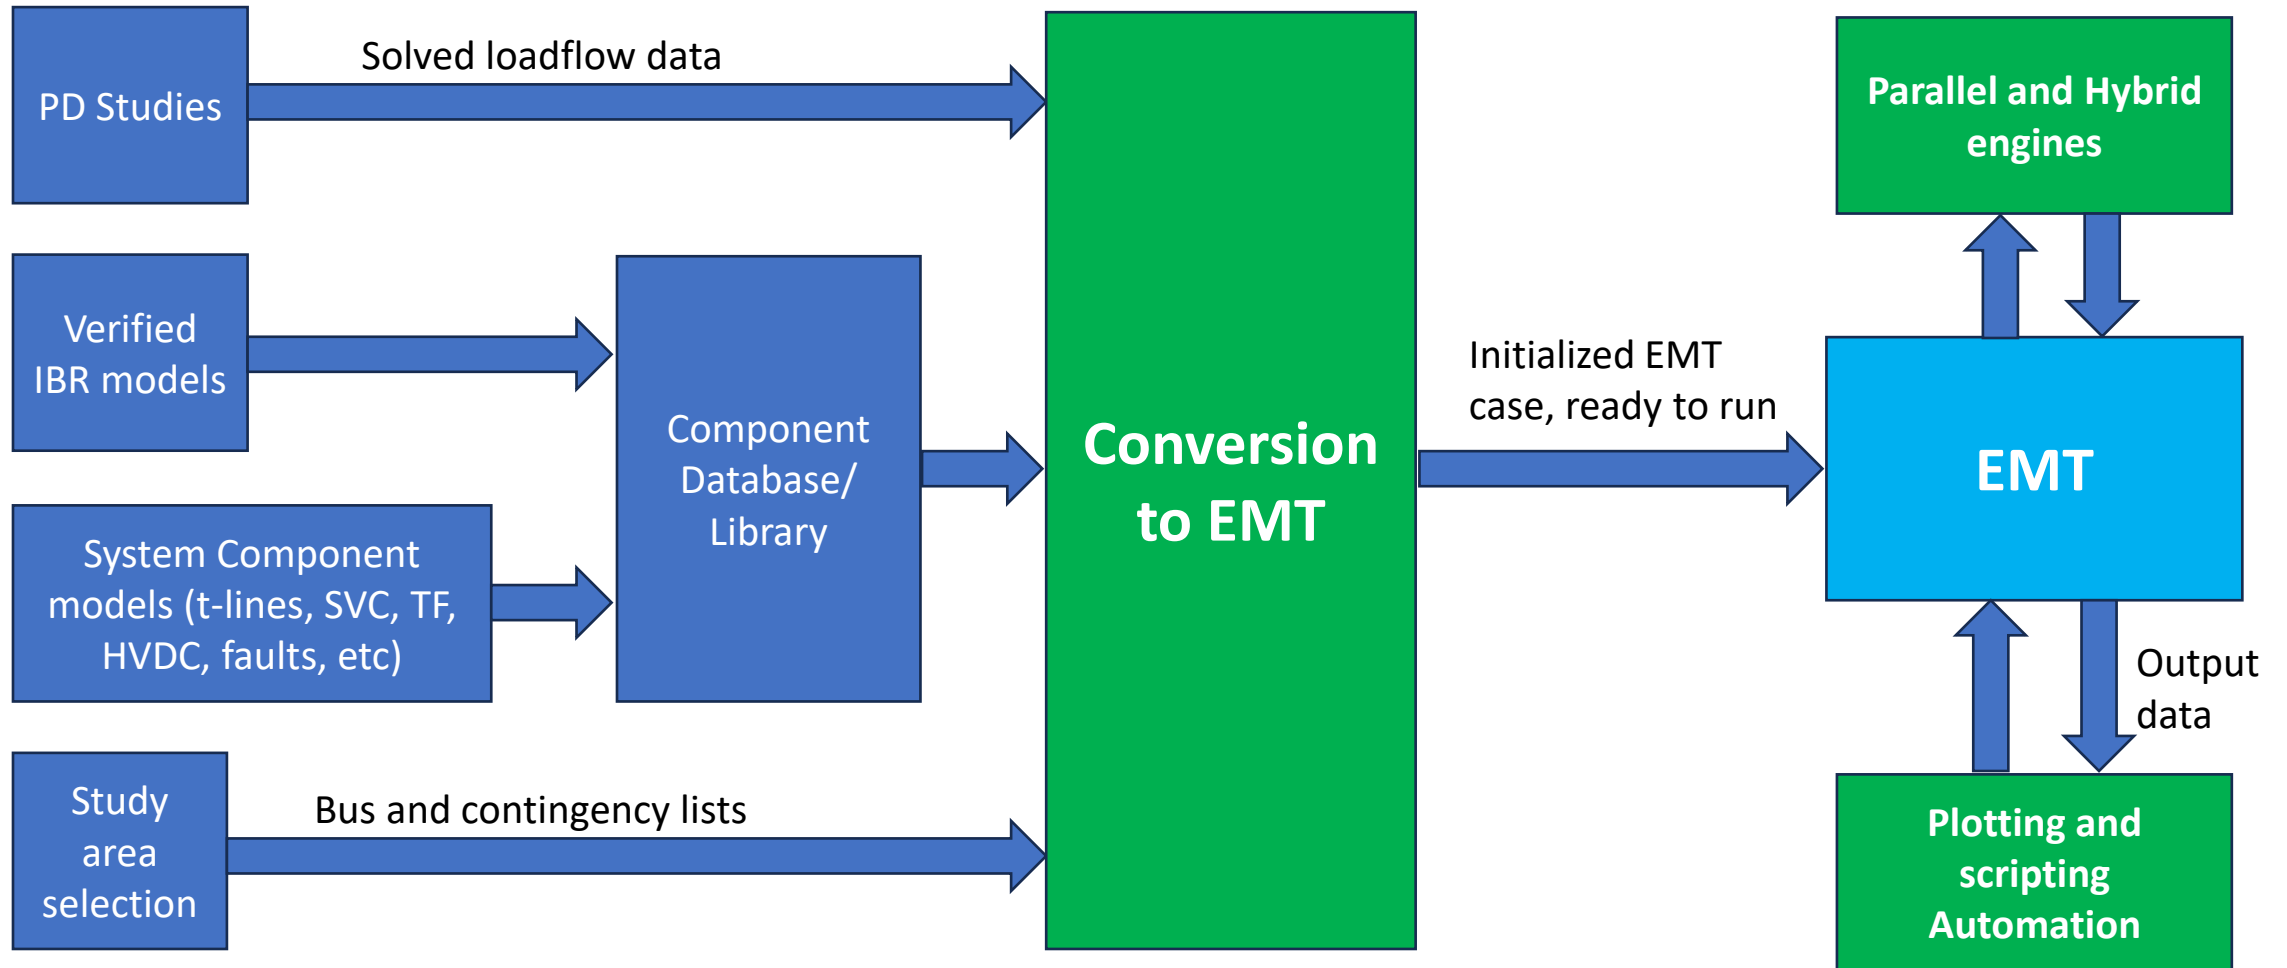 PD Studies
Solved loadflow data
Verified
IBR models
System Component
models (t-lines, SVC, TF,
HVDC, faults, etc)
Study
area
selection
Bus and contingency lists
Component
Database/
Library
Conversion
to EMT
Initialized EMT
case, ready to run
Parallel and Hybrid
engines
EMT
Output
data
Plotting and
scripting
Automation